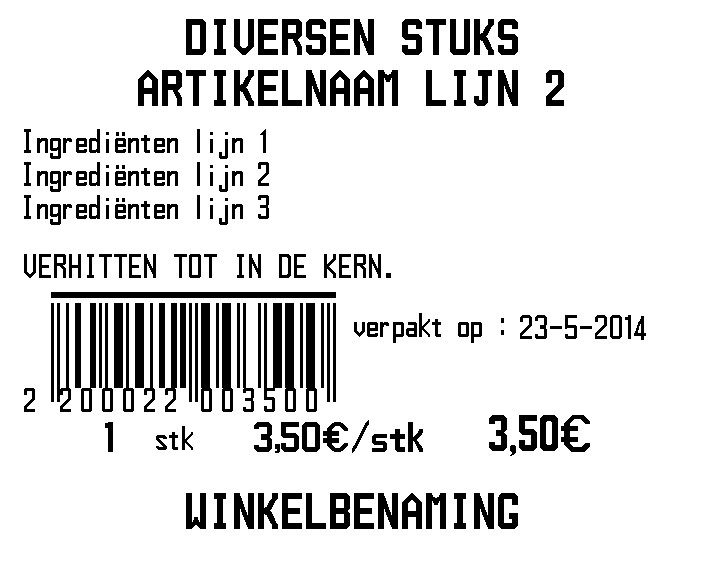 DIVERSEN STUKS
ARTIKELNAAM LIJN 2
Ingrediënten lijn 1
Ingrediënten lijn 2
Ingrediënten lijn 3
VERHITTEN TOT IN DE KERN.
verpakt op : 23-5-2014
2 200022 003500
1 stk 3,50€/stk 3,50€
WINKELBENAMING